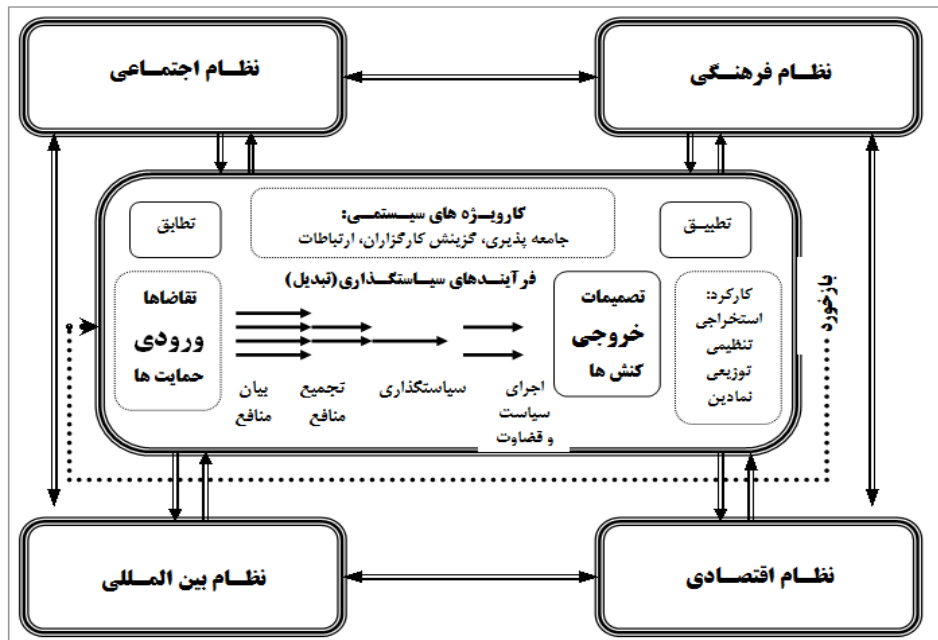 نظـام اجتمـاعی
نظـام فرهنـگی
کارویـژه های سیـستمـی:
جامعه پذیری، گزینش کارگزاران، ارتباطات
تطابق
تطبیـق
فرآیندهای سیـاستگـذاری(تبدیل)
تقاضاها
ورودی
حمایت ها
بیان
منافع
تجمیع
منافع
سیاستگذاری
اجرای
سیاست
و قضاوت
تصمیمات
خروجی
کنش ها
کارکرد:
استخراجی
تنظیمی
توزیعی
نمادین
بازخورد
نظـام بین المـللی
نظـام اقتصـادی